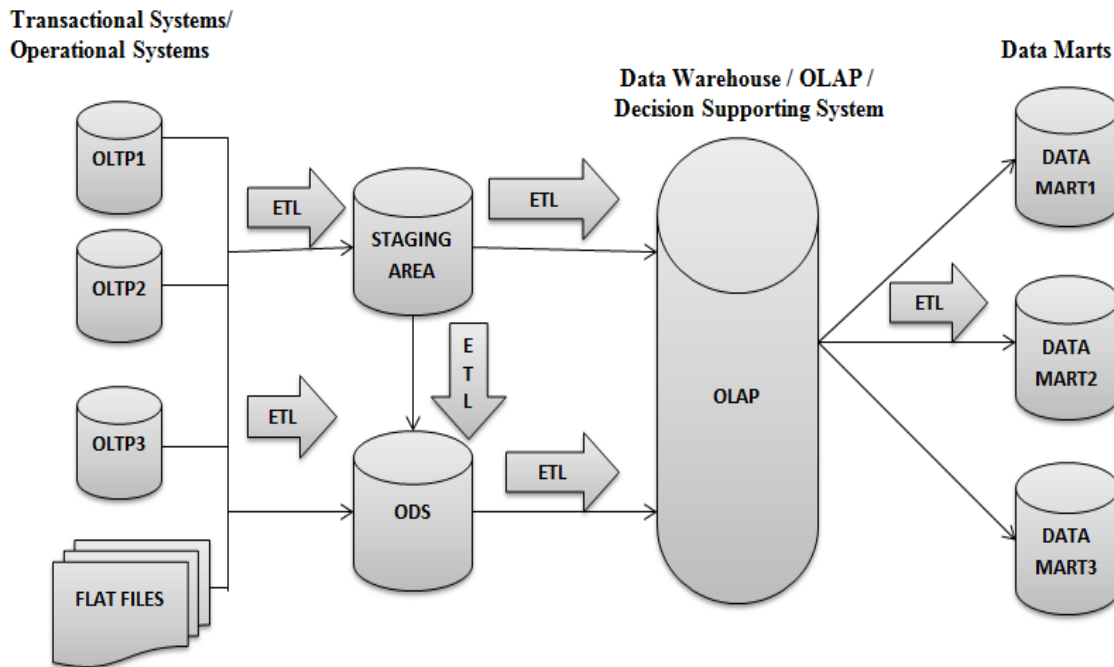 Transactional Systems/
Operational Systems
Data Warehouse / OLAP /
Decision Supporting System
Data Marts
OLTP1
OLTP2
OLTP3
FLAT FILES
ETL
STAGING
AREA
ETL
E
T
L
ETL
ODS
ETL
OLAP
ETL
DATA
MART1
DATA
MART2
DATA
MART3